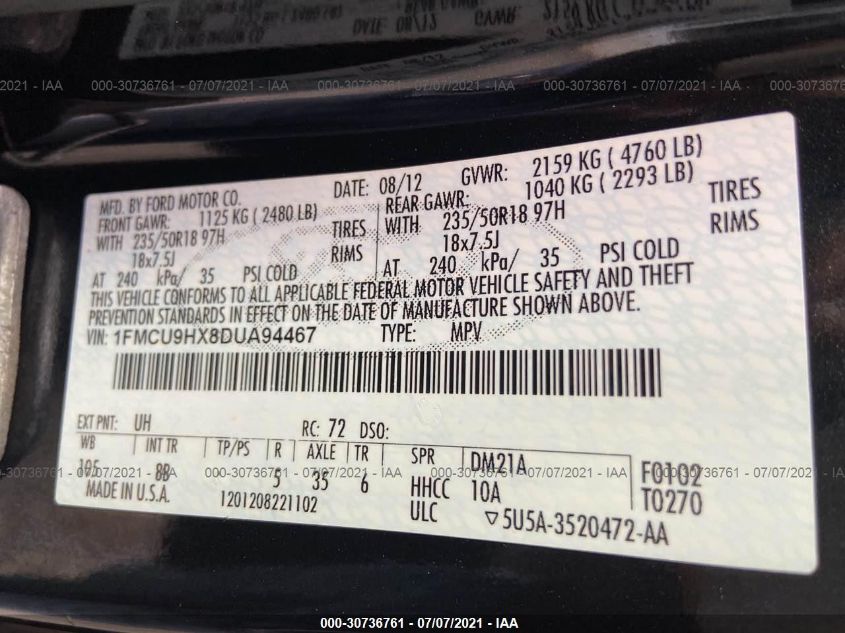 MFD. BY FORD MOTOR CO.
DATE: 08/12
GVWR: 2159 KG ( 4760 LB)
FRONT GAWR: 1125 KG ( 2480 LB)
REAR GAWR: 1040 KG ( 2293 LB)
WITH 235/50R18 97H TIRES
WITH 235/50R18 97H TIRES
18x7.5J RIMS
18x7.5J RIMS
AT 240 kPa/ 35 PSI COLD
AT 240 kPa/ 35 PSI COLD
THIS VEHICLE CONFORMS TO ALL APPLICABLE FEDERAL MOTOR VEHICLE SAFETY AND THEFT
PREVENTION STANDARDS IN EFFECT ON THE DATE OF MANUFACTURE SHOWN ABOVE.
VIN: 1FMCU9HX8DUA94467 TYPE: MPV
EXT PNT: UH RC: 72 DSO:
WB INT TR TP/PS R AXLE TR SPR DM21A F0102
105 8B 5 35 6 HHCC 10A T0270
MADE IN U.S.A. 1201208221102 ULC ▽5U5A-3520472-AA
000-30736761 / 07/07/2021 - IAA